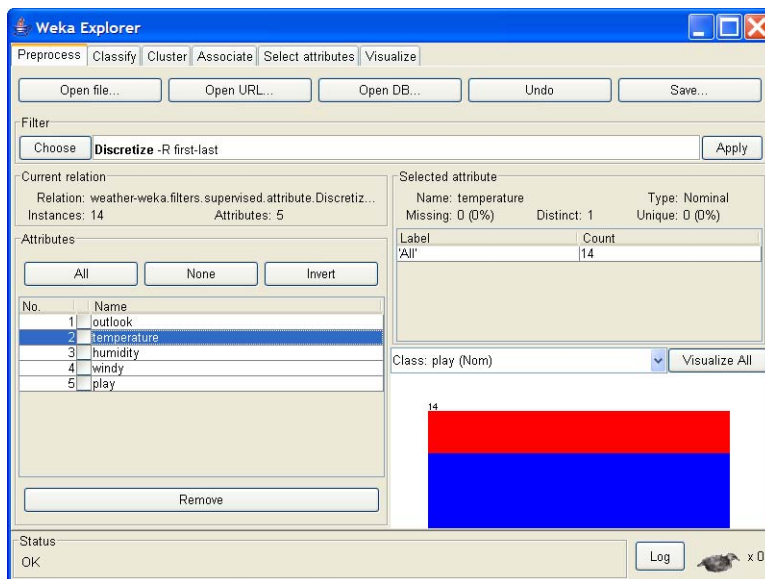 Weka Explorer
Preprocess Classify Cluster Associate Select attributes Visualize
Open file... Open URL... Open DB... Undo Save...
Filter
Choose Discretize -R first-last Apply
Current relation
Relation: weather-weka.filters.supervised.attribute.Discretiz...
Instances: 14 Attributes: 5
Attributes
All None Invert
No. Name
1 outlook
2 temperature
3 humidity
4 windy
5 play
Remove
Selected attribute
Name: temperature Type: Nominal
Missing: 0 (0%) Distinct: 1 Unique: 0 (0%)
Label Count
'All' 14
Class: play (Nom) Visualize All
14
Status
OK
Log x 0